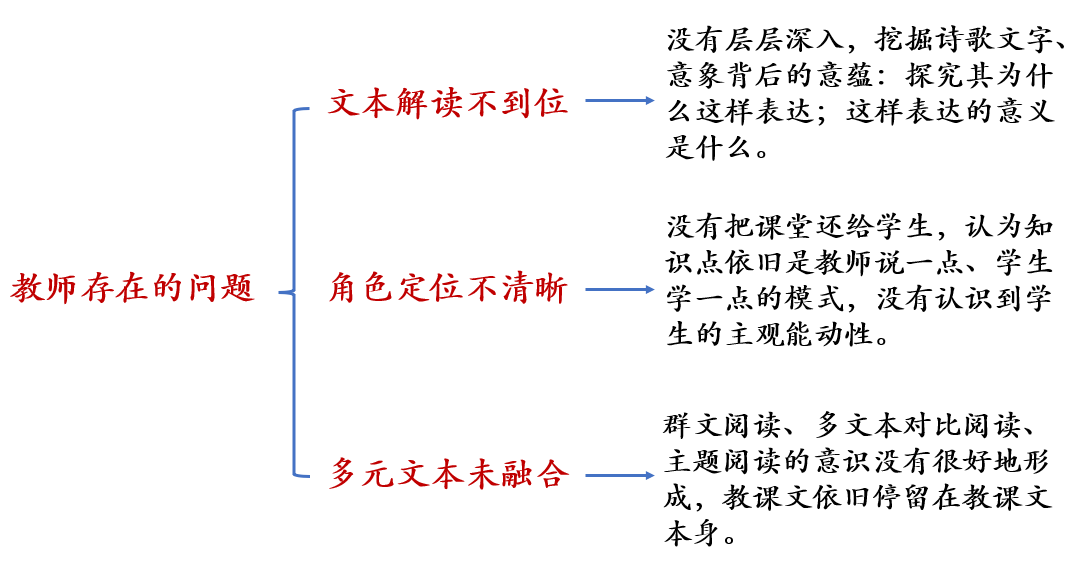 教师存在的问题
文本解读不到位
没有层层深入，挖掘诗歌文字、
意象背后的意蕴：探究其为什
么这样表达；这样表达的意义
是什么。
角色定位不清晰
没有把课堂还给学生，认为知
识点依旧是教师说一点、学生
学一点的模式，没有认识到学
生的主观能动性。
多元文本未融合
群文阅读、多文本对比阅读、
主题阅读的意识没有很好地形
成，教课文依旧停留在教课文
本身。